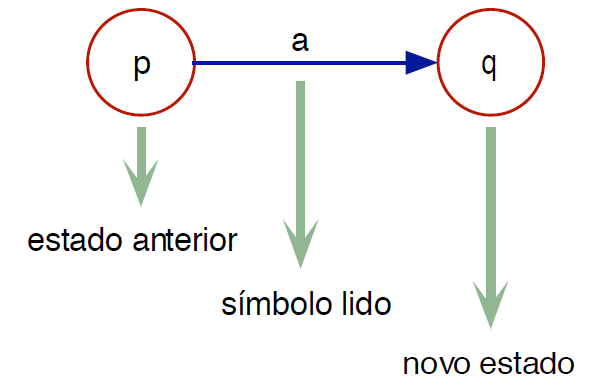 a
p
q
estado anterior
símbolo lido
novo estado